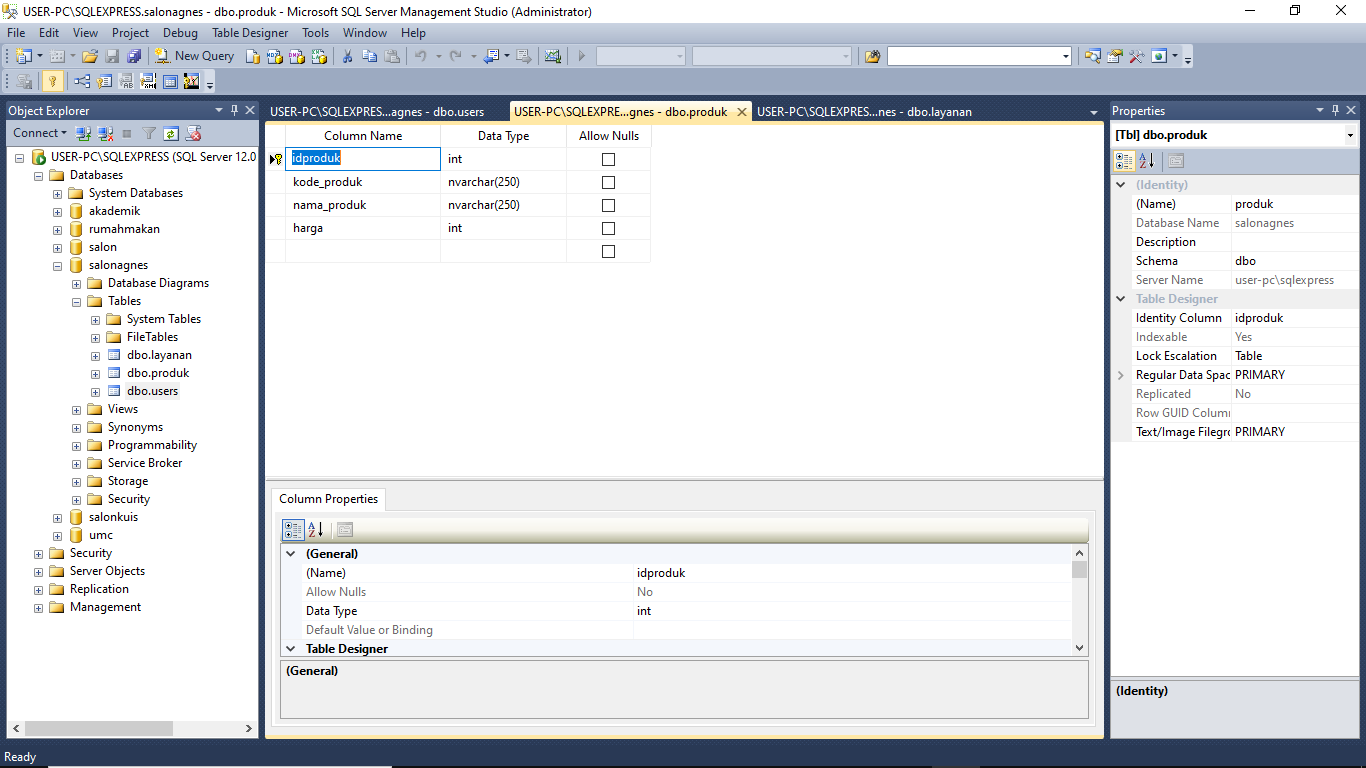 USER-PC\SQLEXPRESS.salonagnes - dbo.produk - Microsoft SQL Server Management Studio (Administrator)
File Edit View Project Debug Table Designer Tools Window Help
New Query
Object Explorer
Connect
USER-PC\SQLEXPRESS (SQL Server 12.0
Databases
System Databases
akademik
rumahmakan
salon
salonagnes
Database Diagrams
Tables
System Tables
FileTables
dbo.layanan
dbo.produk
dbo.users
Views
Synonyms
Programmability
Service Broker
Storage
Security
salonkuis
umc
Security
Server Objects
Replication
Management
USER-PC\SQLEXPRES...agnes - dbo.users USER-PC\SQLEXPRE...gnes - dbo.produk USER-PC\SQLEXPRES...nes - dbo.layanan
Column Name Data Type Allow Nulls
idproduk int
kode_produk nvarchar(250)
nama_produk nvarchar(250)
harga int
Column Properties
(General)
(Name) idproduk
Allow Nulls No
Data Type int
Default Value or Binding
Table Designer
(General)
Properties
[Tbl] dbo.produk
(Identity)
(Name) produk
Database Name salonagnes
Description
Schema dbo
Server Name user-pc\sqlexpress
Table Designer
Identity Column idproduk
Indexable Yes
Lock Escalation Table
Regular Data Spac PRIMARY
Replicated No
Row GUID Colum
Text/Image Filegro PRIMARY
(Identity)
Ready